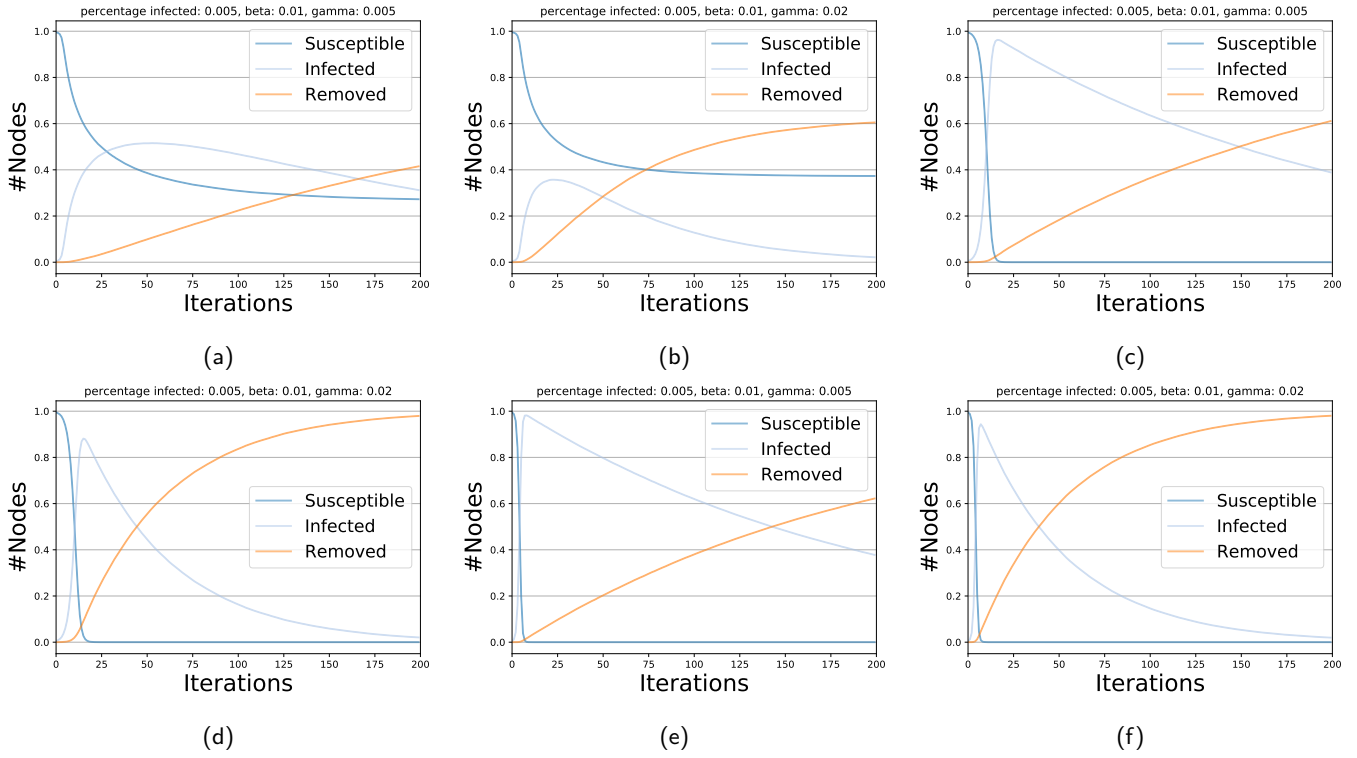 percentage infected: 0.005, beta: 0.01, gamma: 0.005
1.0
0.8
0.6
0.4
0.2
0.0
#Nodes
Susceptible
Infected
Removed
0 25 50 75 100 125 150 175 200
Iterations
(a)
percentage infected: 0.005, beta: 0.01, gamma: 0.02
1.0
0.8
0.6
0.4
0.2
0.0
#Nodes
Susceptible
Infected
Removed
0 25 50 75 100 125 150 175 200
Iterations
(b)
percentage infected: 0.005, beta: 0.01, gamma: 0.005
1.0
0.8
0.6
0.4
0.2
0.0
#Nodes
Susceptible
Infected
Removed
0 25 50 75 100 125 150 175 200
Iterations
(c)
percentage infected: 0.005, beta: 0.01, gamma: 0.02
1.0
0.8
0.6
0.4
0.2
0.0
#Nodes
Susceptible
Infected
Removed
0 25 50 75 100 125 150 175 200
Iterations
(d)
percentage infected: 0.005, beta: 0.01, gamma: 0.005
1.0
0.8
0.6
0.4
0.2
0.0
#Nodes
Susceptible
Infected
Removed
0 25 50 75 100 125 150 175 200
Iterations
(e)
percentage infected: 0.005, beta: 0.01, gamma: 0.02
1.0
0.8
0.6
0.4
0.2
0.0
#Nodes
Susceptible
Infected
Removed
0 25 50 75 100 125 150 175 200
Iterations
(f)